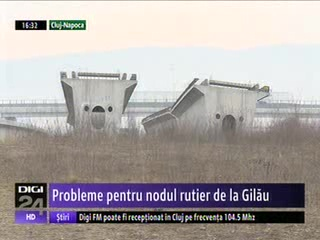 16:32
Cluj-Napoca
DIGI 24 HD
Probleme pentru nodul rutier de la Gilău
Știri
Digi FM poate fi recepționat în Cluj pe frecvența 104.5 Mhz